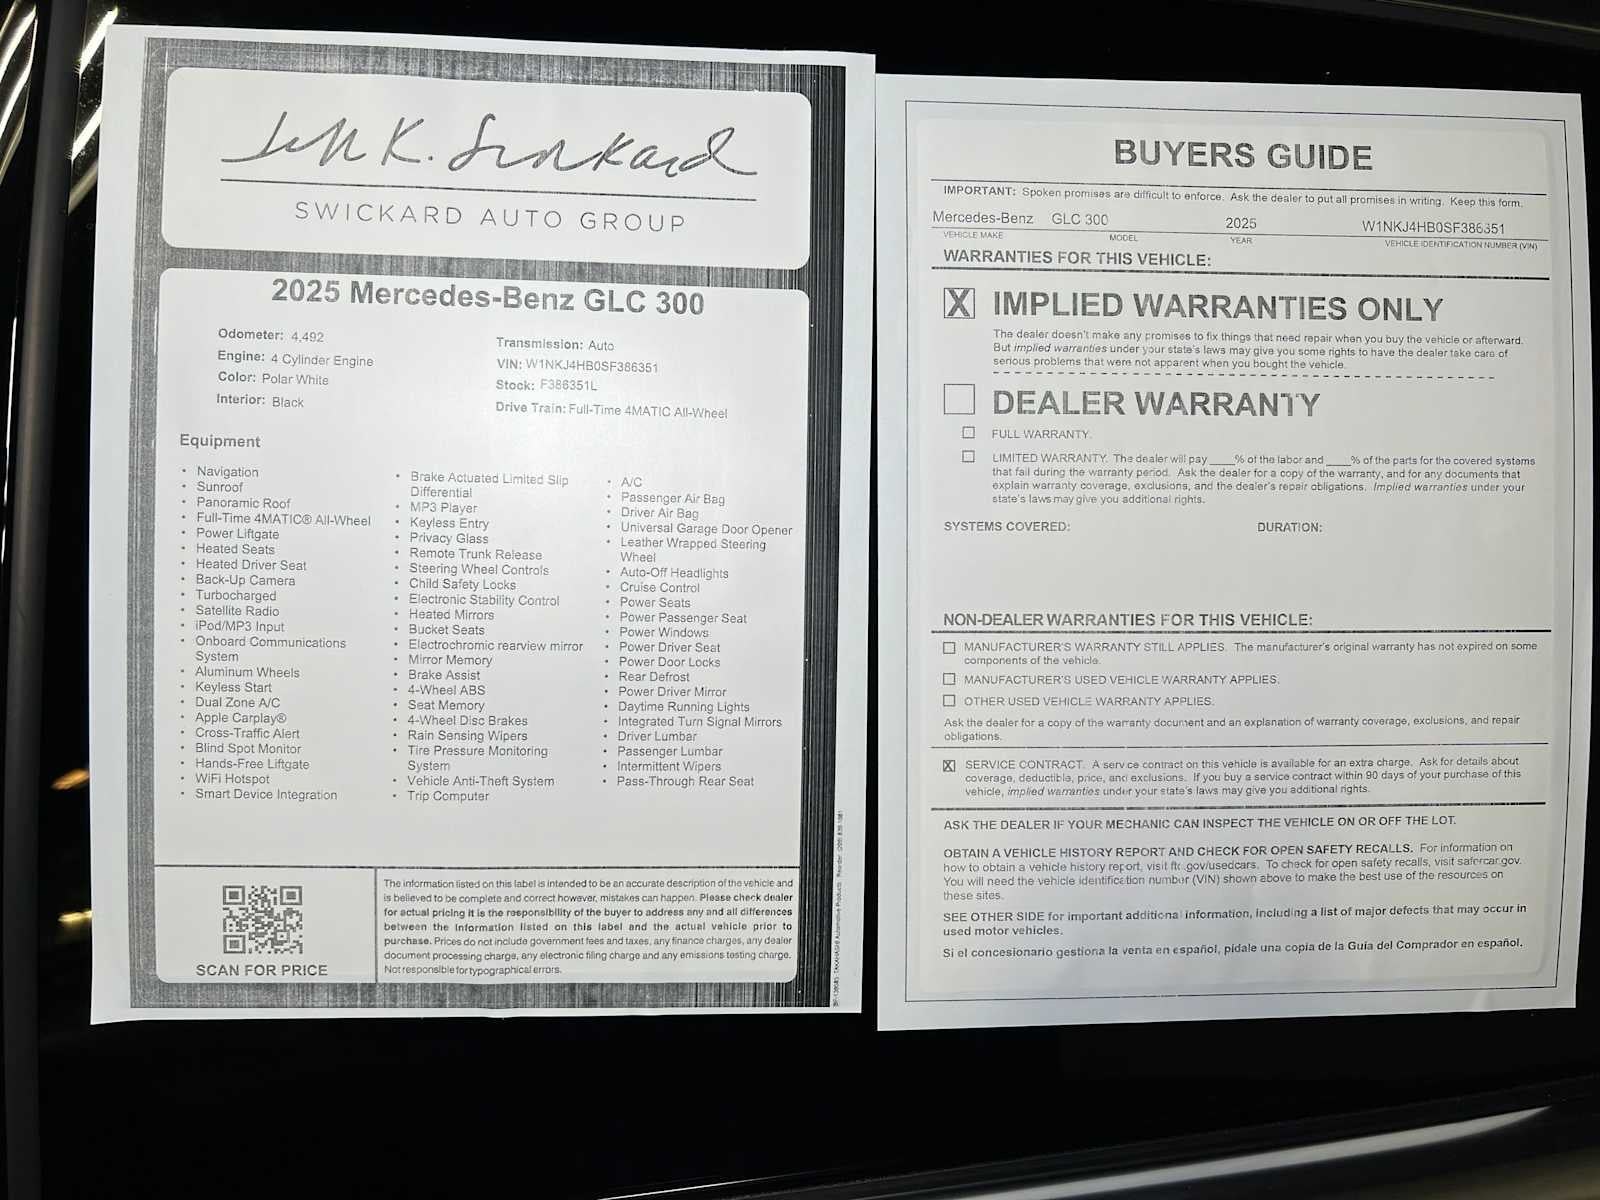 Jeff K. Swickard
SWICKARD AUTO GROUP
2025 Mercedes-Benz GLC 300
Odometer: 4,492
Engine: 4 Cylinder Engine
Color: Polar White
Interior: Black
Transmission: Auto
VIN: W1NKJ4HB0SF386351
Stock: F386351L
Drive Train: Full-Time 4MATIC All-Wheel
Equipment
• Navigation
• Sunroof
• Panoramic Roof
• Full-Time 4MATIC® All-Wheel
• Power Liftgate
• Heated Seats
• Heated Driver Seat
• Back-Up Camera
• Turbocharged
• Satellite Radio
• iPod/MP3 Input
• Onboard Communications
System
• Aluminum Wheels
• Keyless Start
• Dual Zone A/C
• Apple Carplay®
• Cross-Traffic Alert
• Blind Spot Monitor
• Hands-Free Liftgate
• WiFi Hotspot
• Smart Device Integration
• Brake Actuated Limited Slip
Differential
• MP3 Player
• Keyless Entry
• Privacy Glass
• Remote Trunk Release
• Steering Wheel Controls
• Child Safety Locks
• Electronic Stability Control
• Heated Mirrors
• Bucket Seats
• Electrochromic rearview mirror
• Mirror Memory
• Brake Assist
• 4-Wheel ABS
• Seat Memory
• 4-Wheel Disc Brakes
• Rain Sensing Wipers
• Tire Pressure Monitoring
System
• Vehicle Anti-Theft System
• Trip Computer
• A/C
• Passenger Air Bag
• Driver Air Bag
• Universal Garage Door Opener
• Leather Wrapped Steering
Wheel
• Auto-Off Headlights
• Cruise Control
• Power Seats
• Power Passenger Seat
• Power Windows
• Power Driver Seat
• Power Door Locks
• Rear Defrost
• Power Driver Mirror
• Daytime Running Lights
• Integrated Turn Signal Mirrors
• Driver Lumbar
• Passenger Lumbar
• Intermittent Wipers
• Pass-Through Rear Seat
SCAN FOR PRICE
The information listed on this label is intended to be an accurate description of the vehicle and
is believed to be complete and correct however, mistakes can happen. Please check dealer
for actual pricing it is the responsibility of the buyer to address any and all differences
between the information listed on this label and the actual vehicle prior to
purchase. Prices do not include government fees and taxes, any finance charges, any dealer
document processing charge, any electronic filing charge and any emissions testing charge.
Not responsible for typographical errors.
TAKAHASHI Automotive Products
BUYERS GUIDE
IMPORTANT: Spoken promises are difficult to enforce. Ask the dealer to put all promises in writing. Keep this form.
Mercedes-Benz GLC 300 2025 W1NKJ4HB0SF386351
VEHICLE MAKE MODEL YEAR VEHICLE IDENTIFICATION NUMBER (VIN)
WARRANTIES FOR THIS VEHICLE:
X IMPLIED WARRANTIES ONLY
The dealer doesn't make any promises to fix things that need repair when you buy the vehicle or afterward.
But implied warranties under your state's laws may give you some rights to have the dealer take care of
serious problems that were not apparent when you bought the vehicle.
DEALER WARRANTY
FULL WARRANTY.
LIMITED WARRANTY. The dealer will pay ____% of the labor and ____% of the parts for the covered systems
that fail during the warranty period. Ask the dealer for a copy of the warranty, and for any documents that
explain warranty coverage, exclusions, and the dealer's repair obligations. Implied warranties under your
state's laws may give you additional rights.
SYSTEMS COVERED: DURATION:
NON-DEALER WARRANTIES FOR THIS VEHICLE:
MANUFACTURER'S WARRANTY STILL APPLIES. The manufacturer's original warranty has not expired on some
components of the vehicle.
MANUFACTURER'S USED VEHICLE WARRANTY APPLIES.
OTHER USED VEHICLE WARRANTY APPLIES.
Ask the dealer for a copy of the warranty document and an explanation of warranty coverage, exclusions, and repair
obligations.
X SERVICE CONTRACT. A service contract on this vehicle is available for an extra charge. Ask for details about
coverage, deductible, price, and exclusions. If you buy a service contract within 90 days of your purchase of this
vehicle, implied warranties under your state's laws may give you additional rights.
ASK THE DEALER IF YOUR MECHANIC CAN INSPECT THE VEHICLE ON OR OFF THE LOT.
OBTAIN A VEHICLE HISTORY REPORT AND CHECK FOR OPEN SAFETY RECALLS. For information on
how to obtain a vehicle history report, visit ftc.gov/usedcars. To check for open safety recalls, visit safercar.gov.
You will need the vehicle identification number (VIN) shown above to make the best use of the resources on
these sites.
SEE OTHER SIDE for important additional information, including a list of major defects that may occur in
used motor vehicles.
Si el concesionario gestiona la venta en español, pídale una copia de la Guía del Comprador en español.